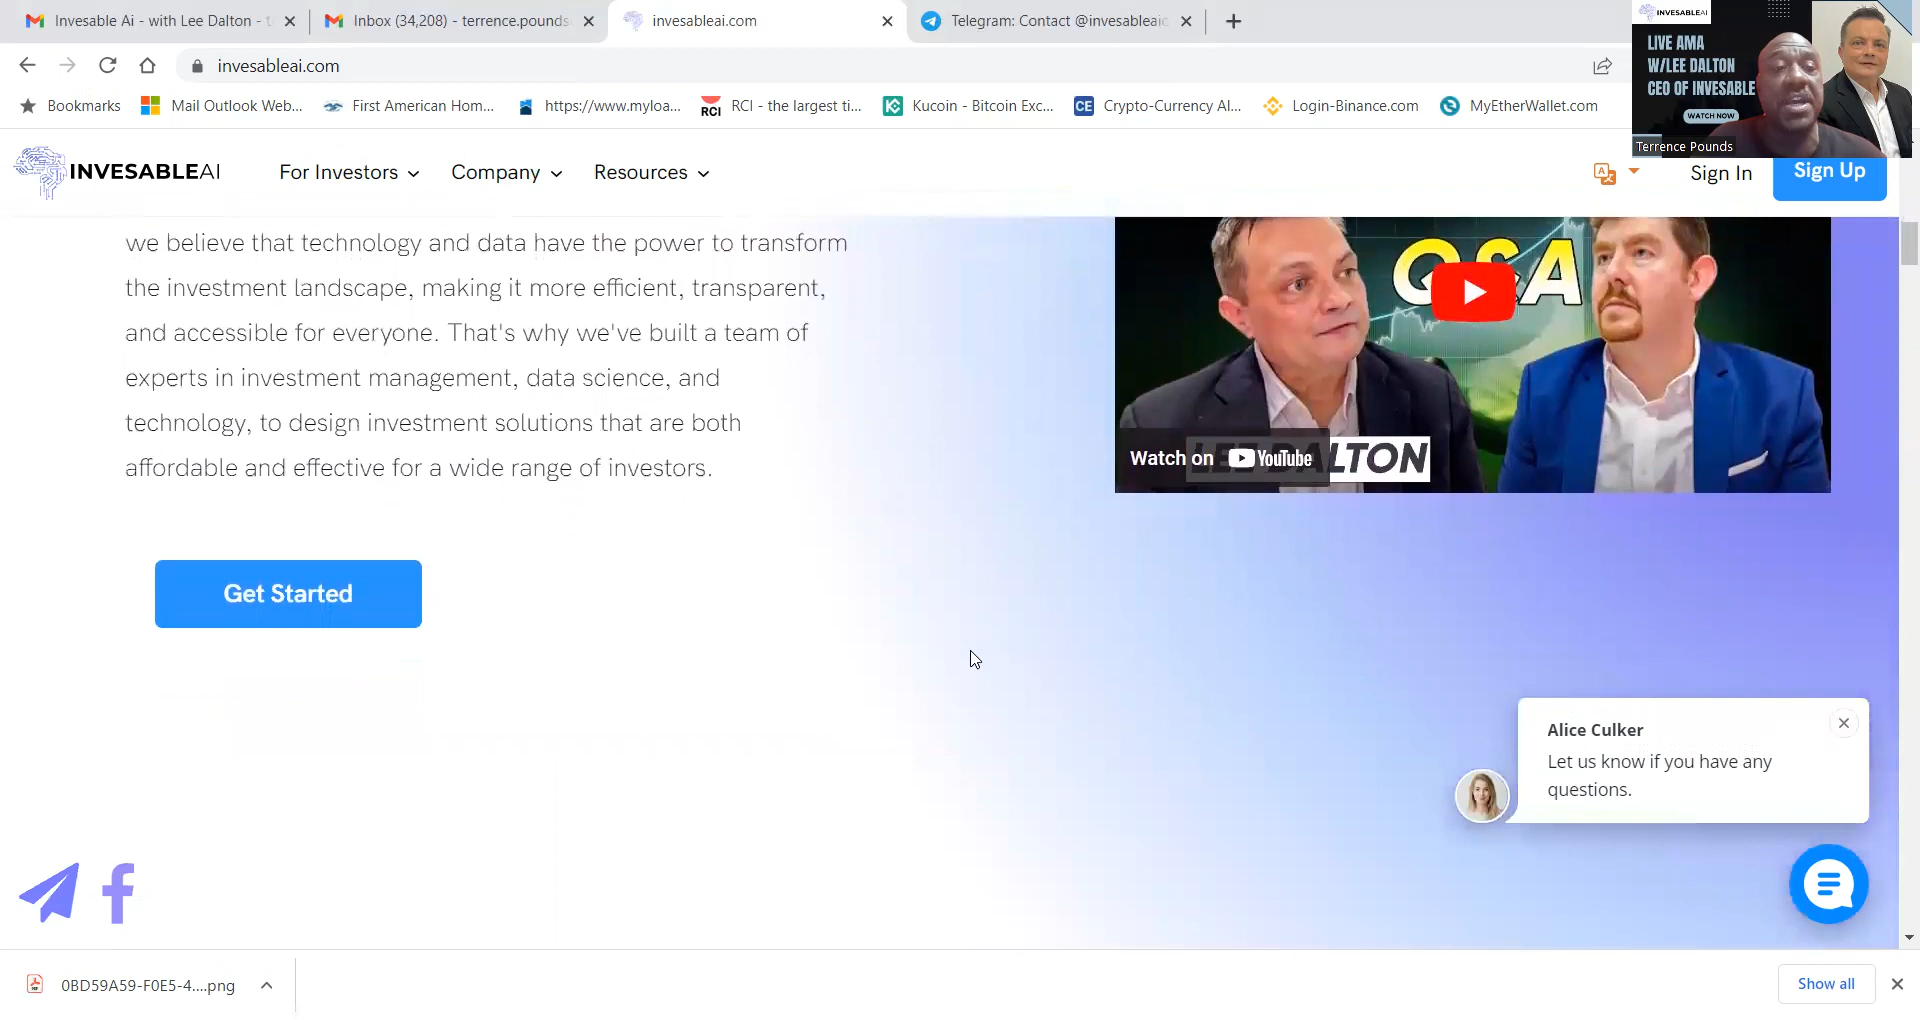 Invesable Ai - with Lee Dalton - t
Inbox (34,208) - terrence.pounds
invesableai.com
Telegram: Contact @invesableaic
invesableai.com
Bookmarks
Mail Outlook Web...
First American Hom...
https://www.myloa...
RCI
RCI - the largest ti...
Kucoin - Bitcoin Exc...
CE
Crypto-Currency Al...
Login-Binance.com
MyEtherWallet.com
INVESABLEAI
LIVE AMA
W/LEE DALTON
CEO OF INVESABLE
WATCH NOW
Terrence Pounds
INVESABLEAI
For Investors
Company
Resources
Sign In
Sign Up
we believe that technology and data have the power to transform
the investment landscape, making it more efficient, transparent,
and accessible for everyone. That's why we've built a team of
experts in investment management, data science, and
technology, to design investment solutions that are both
affordable and effective for a wide range of investors.
Q&A
Watch on YouTube
LEE DALTON
Get Started
Alice Culker
Let us know if you have any
questions.
0BD59A59-F0E5-4....png
Show all